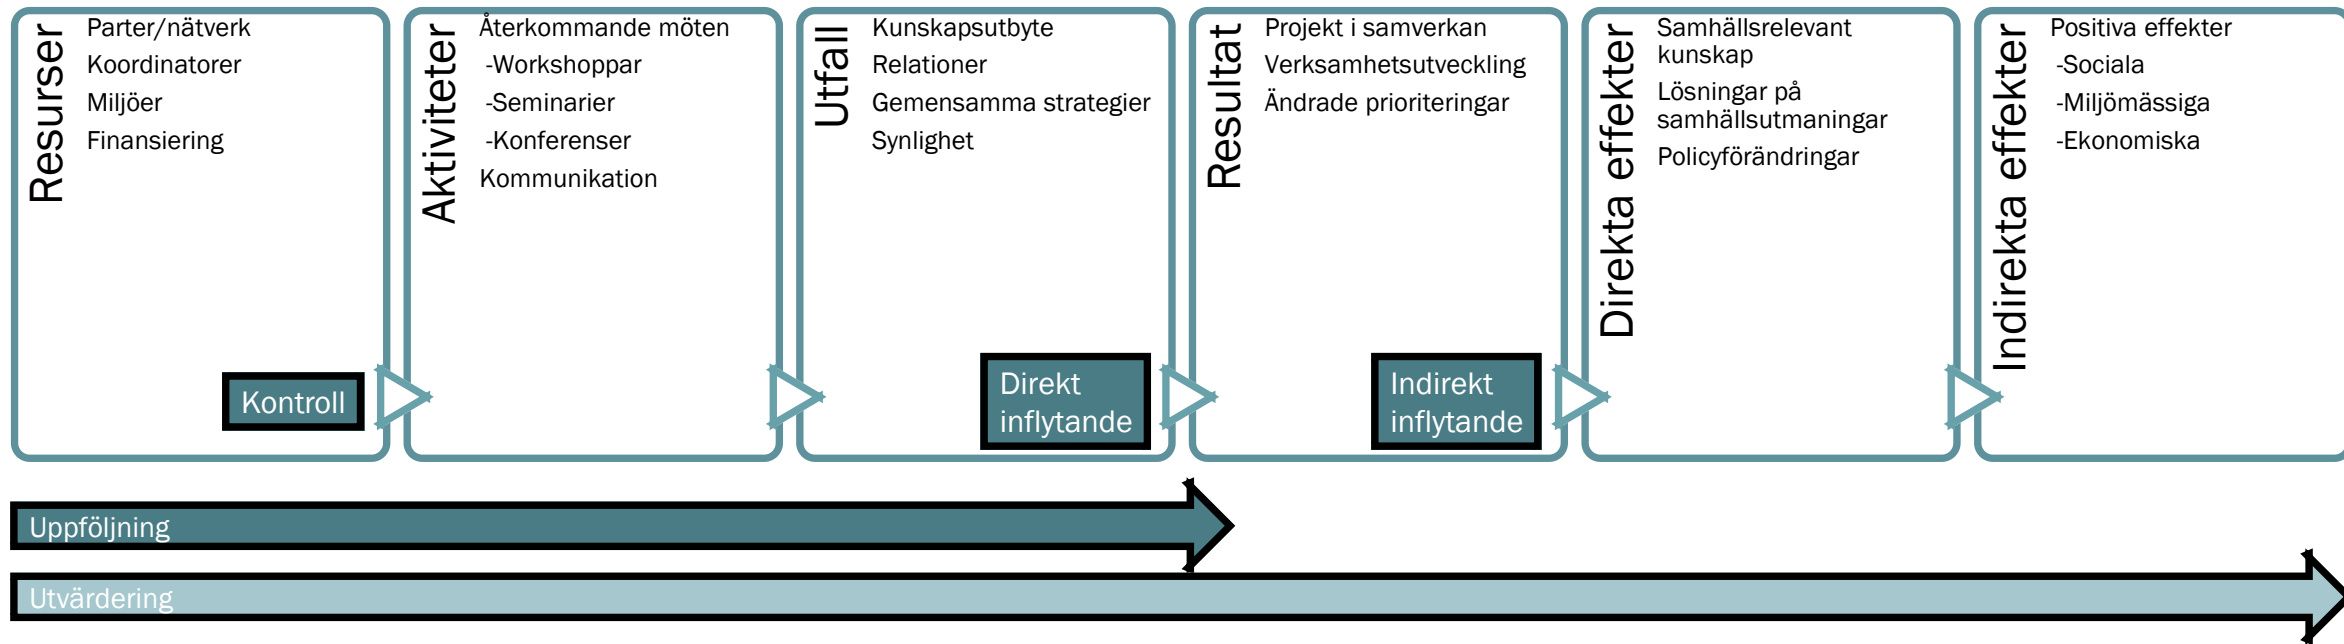 Resurser
Parter/nätverk
Koordinatorer
Miljöer
Finansiering
Kontroll
Aktiviteter
Återkommande möten
-Workshoppar
-Seminarier
-Konferenser
Kommunikation
Utfall
Kunskapsutbyte
Relationer
Gemensamma strategier
Synlighet
Direkt
inflytande
Resultat
Projekt i samverkan
Verksamhetsutveckling
Ändrade prioriteringar
Indirekt
inflytande
Direkta effekter
Samhällsrelevant
kunskap
Lösningar på
samhällsutmaningar
Policyförändringar
Indirekta effekter
Positiva effekter
-Sociala
-Miljömässiga
-Ekonomiska
Uppföljning
Utvärdering